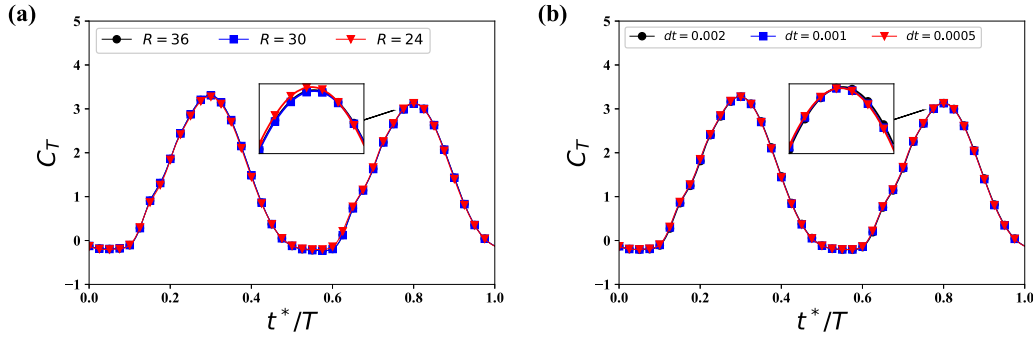 (a)
R = 36 R = 30 R = 24
5
4
3
2
1
0
−1
C_T
0.0 0.2 0.4 0.6 0.8 1.0
t*/T
(b)
dt = 0.002 dt = 0.001 dt = 0.0005
5
4
3
2
1
0
−1
C_T
0.0 0.2 0.4 0.6 0.8 1.0
t*/T